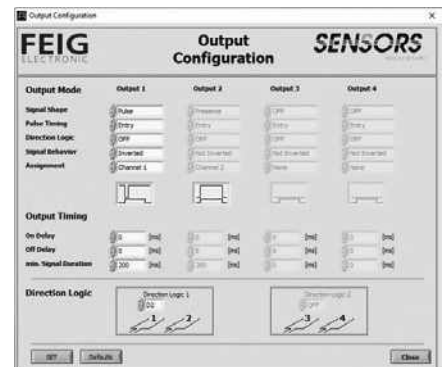 Output Configuration
FEIG
ELECTRONIC
Output
Configuration
SENSORS
Output Mode Output 1 Output 2 Output 3 Output 4
Signal Shape Pulse Presence OFF OFF
Pulse Timing Entry Entry Entry Entry
Direction Logic OFF OFF OFF OFF
Signal Behavior Inverted Not Inverted Not Inverted Not Inverted
Assignment Channel 1 Channel 2 None None
Output Timing
On Delay 0 [ms] 0 [ms] 0 [ms] 0 [ms]
Off Delay 0 [ms] 0 [ms] 0 [ms] 0 [ms]
min. Signal Duration 200 [ms] 200 [ms] [ms] [ms]
Direction Logic
Direction Logic 1 Direction Logic 2
OFF
1 2 3 4
SET Defaults Close